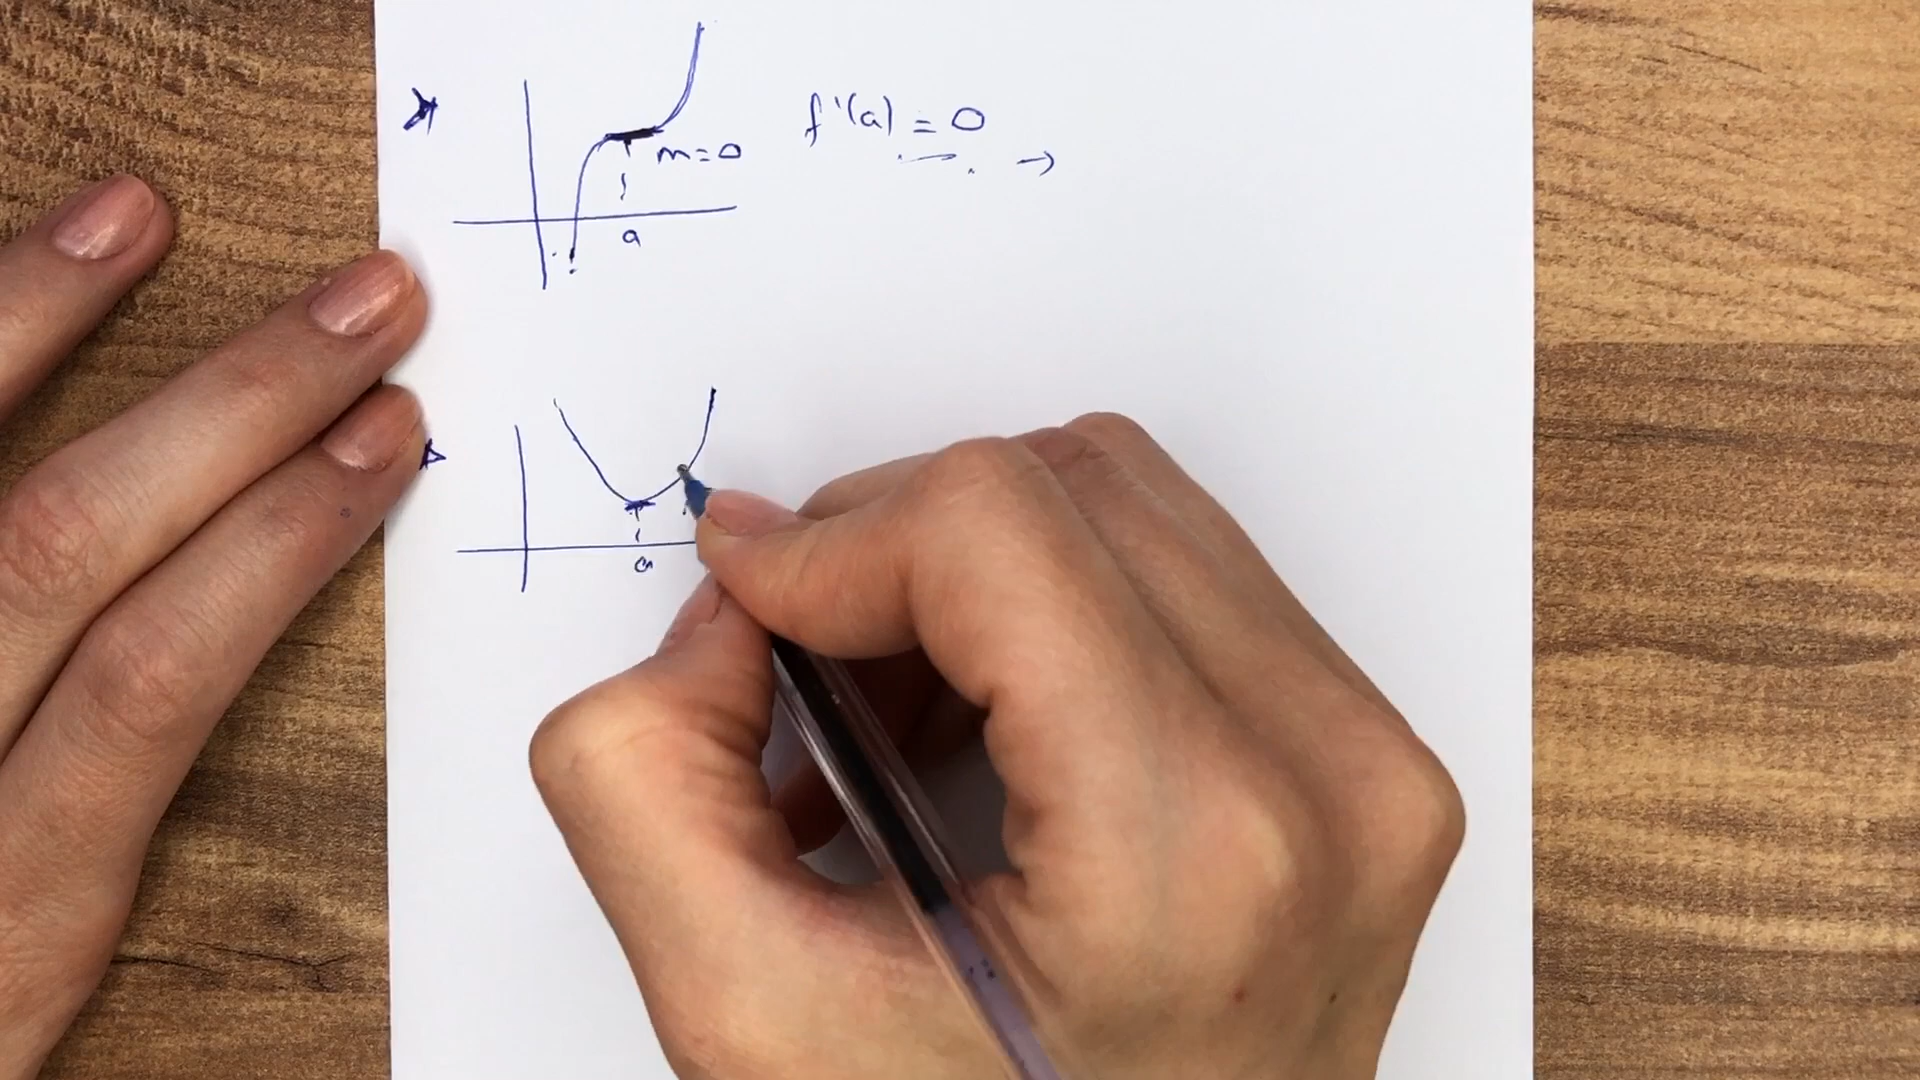 f'(a) = 0
m=0
→
a
a